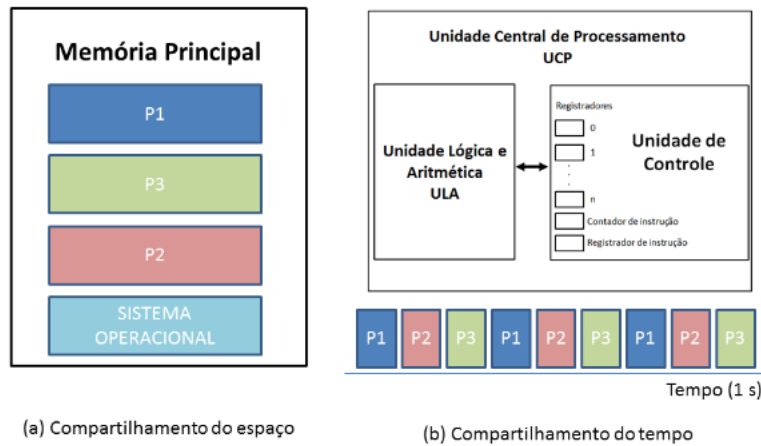 Memória Principal
P1
P3
P2
SISTEMA
OPERACIONAL
(a) Compartilhamento do espaço
Unidade Central de Processamento
UCP
Unidade Lógica e
Aritmética
ULA
Registradores
0
1
.
.
.
n
Contador de instrução
Registrador de instrução
Unidade de
Controle
P1 P2 P3 P1 P2 P3 P1 P2 P3
Tempo (1 s)
(b) Compartilhamento do tempo